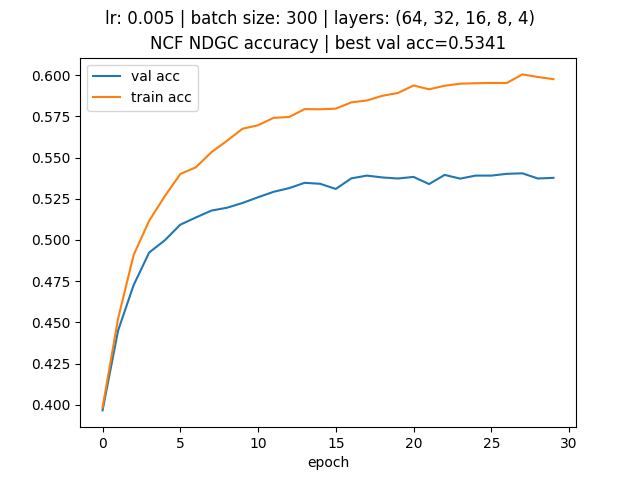 lr: 0.005 | batch size: 300 | layers: (64, 32, 16, 8, 4)
NCF NDGC accuracy | best val acc=0.5341
val acc
train acc
0.600
0.575
0.550
0.525
0.500
0.475
0.450
0.425
0.400
0 5 10 15 20 25 30
epoch